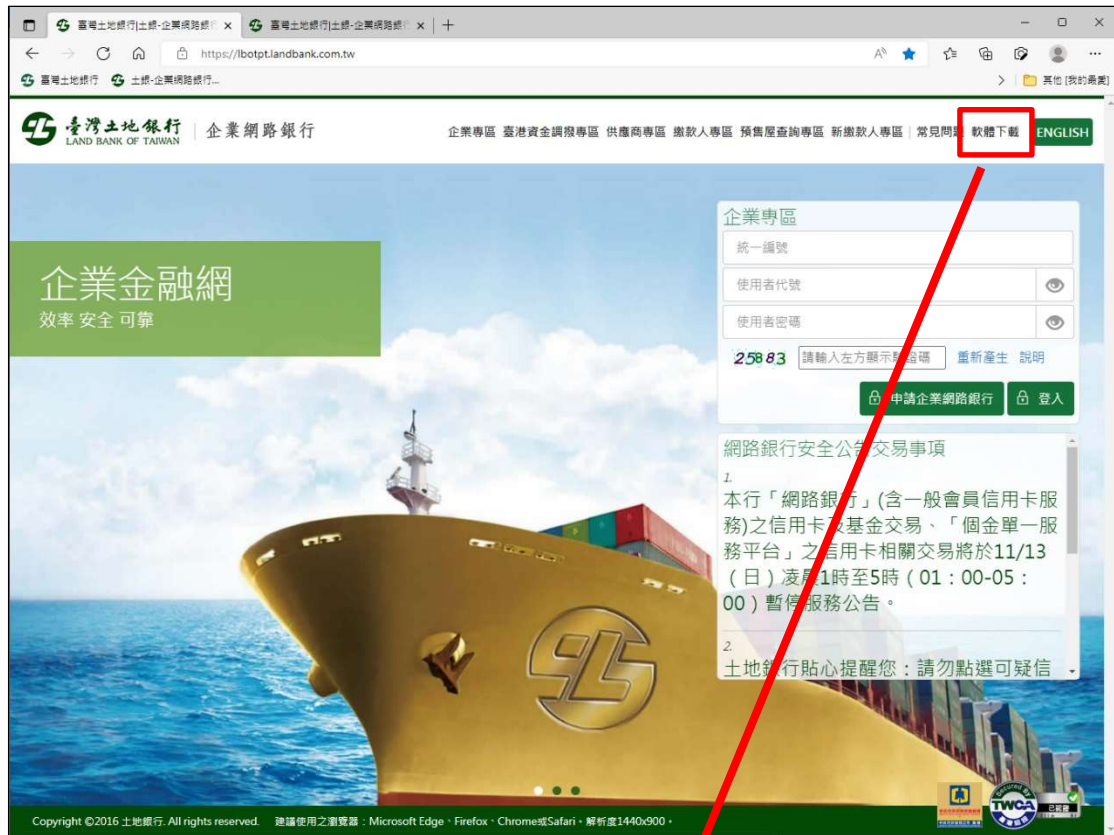 臺灣土地銀行|土銀-企業網路銀行
臺灣土地銀行|土銀-企業網路銀行
https://lbotpt.landbank.com.tw
臺灣土地銀行
土銀-企業網路銀行...
其他 [我的最愛]
臺灣土地銀行
LAND BANK OF TAIWAN
企業網路銀行
企業專區 臺港資金調撥專區 供應商專區 繳款人專區 預售屋查詢專區 新繳款人專區 常見問題 軟體下載 ENGLISH
企業金融網
效率 安全 可靠
企業專區
統一編號
使用者代號
使用者密碼
25883 請輸入左方顯示驗證碼 重新產生 說明
申請企業網路銀行 登入
網路銀行安全公告交易事項
1.
本行「網路銀行」(含一般會員信用卡服
務)之信用卡及基金交易、「個金單一服
務平台」之信用卡相關交易將於11/13
(日)凌晨1時至5時(01:00-05:
00)暫停服務公告。
2.
土地銀行貼心提醒您:請勿點選可疑信
Secured By
TWCA
已認證
Copyright ©2016 土地銀行. All rights reserved. 建議使用之瀏覽器:Microsoft Edge、Firefox、Chrome或Safari,解析度1440x900。